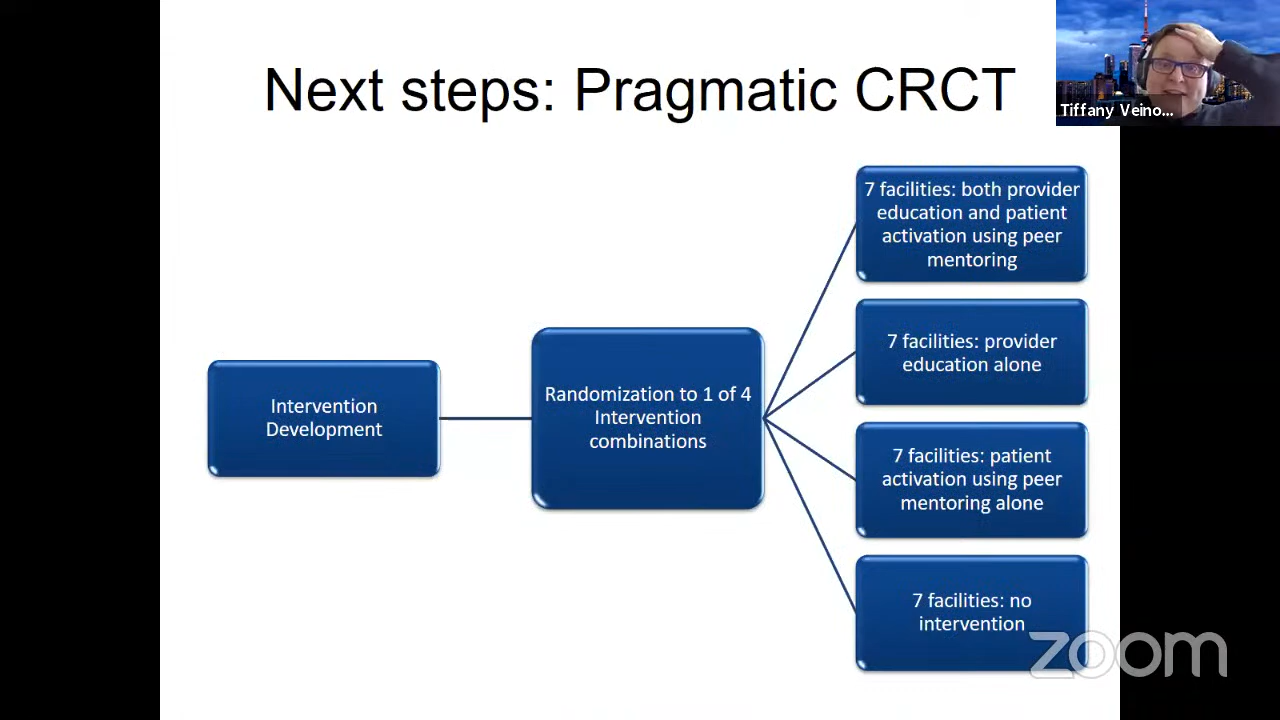 Next steps: Pragmatic CRCT
Tiffany Veino...
7 facilities: both provider
education and patient
activation using peer
mentoring
7 facilities: provider
education alone
Intervention
Development
Randomization to 1 of 4
Intervention
combinations
7 facilities: patient
activation using peer
mentoring alone
7 facilities: no
intervention
zoom